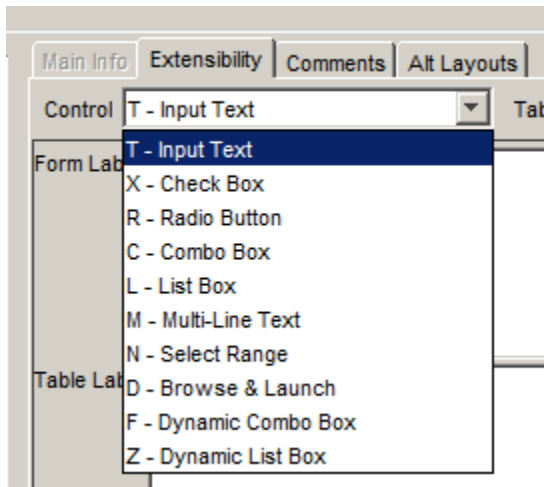 Main Info Extensibility Comments Alt Layouts
Control T - Input Text Tab
T - Input Text
Form Lab
X - Check Box
R - Radio Button
C - Combo Box
L - List Box
M - Multi-Line Text
N - Select Range
Table Lab
D - Browse & Launch
F - Dynamic Combo Box
Z - Dynamic List Box